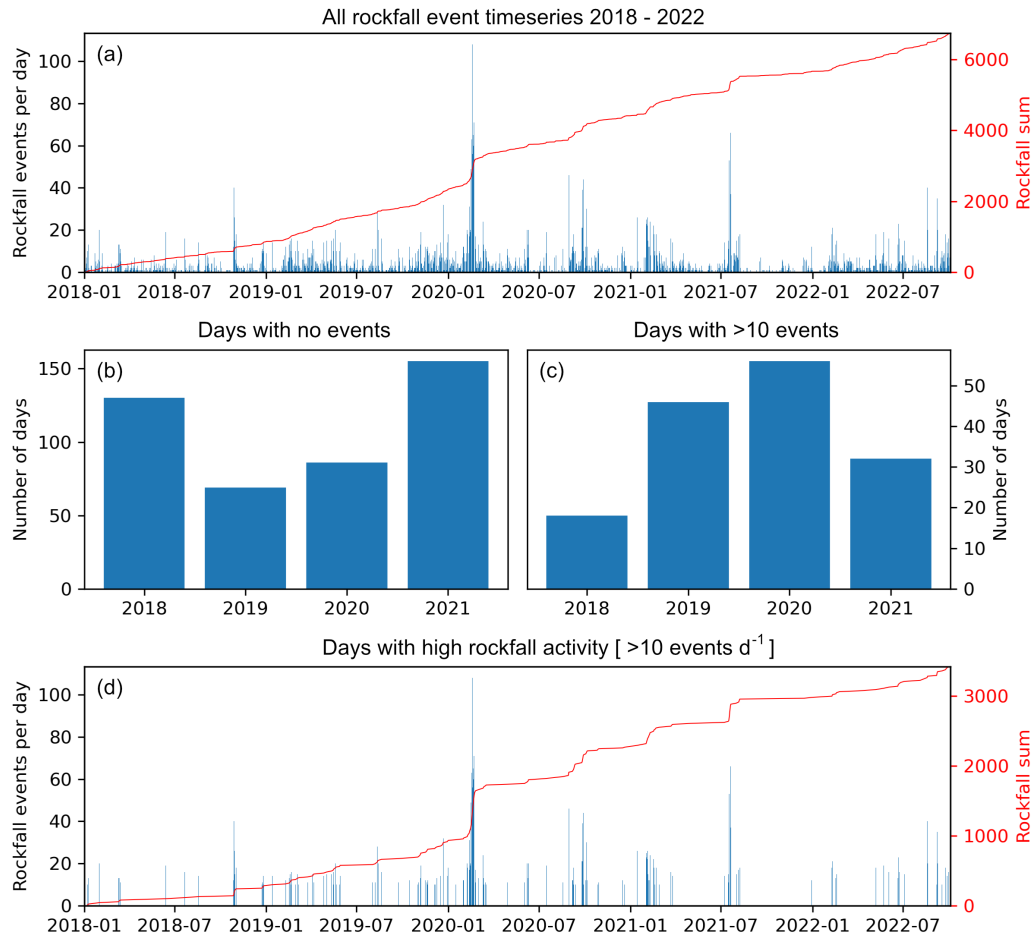 All rockfall event timeseries 2018 - 2022
(a)
Rockfall events per day
0
20
40
60
80
100
Rockfall sum
0
2000
4000
6000
2018-01 2018-07 2019-01 2019-07 2020-01 2020-07 2021-01 2021-07 2022-01 2022-07
Days with no events
(b)
Number of days
0
50
100
150
2018 2019 2020 2021
Days with >10 events
(c)
Number of days
0
10
20
30
40
50
2018 2019 2020 2021
Days with high rockfall activity [ >10 events d⁻¹ ]
(d)
Rockfall events per day
0
20
40
60
80
100
Rockfall sum
0
1000
2000
3000
2018-01 2018-07 2019-01 2019-07 2020-01 2020-07 2021-01 2021-07 2022-01 2022-07